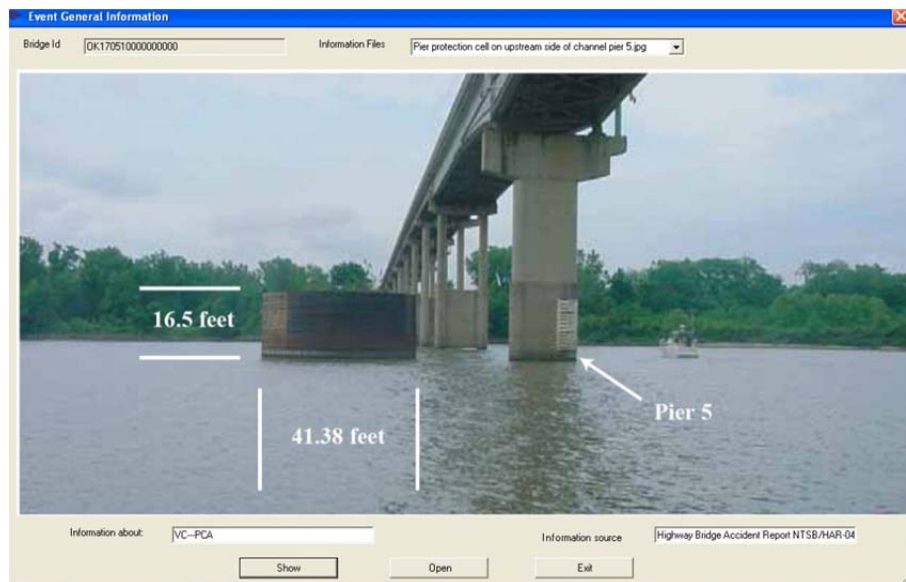 Event General Information
Bridge Id OK170510000000000 Information Files Pier protection cell on upstream side of channel pier 5.jpg
16.5 feet
41.38 feet
Pier 5
Information about: VC---PCA Information source Highway Bridge Accident Report NTSB/HAR-04
Show Open Exit